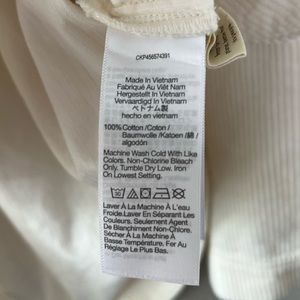 CKP456574391
Made In Vietnam
Fabriqué Au Viêt Nam
Hergestellt In Vietnam
Vervaardigd In Vietnam
ベトナム製
hecho en vietnam
100%Cotton /Coton /
Baumwolle /Katoen /綿 /
algodón
Machine Wash Cold With Like
Colors. Non-Chlorine Bleach
Only. Tumble Dry Low. Iron
On Lowest Setting.
Laver À La Machine À L'eau
Froide.Laver En Séparant Les
Couleurs. Seulement Agent
De Blanchiment Non-Chloré.
Sécher À La Machine À
Basse Température. Fer Au
Réglage Le Plus Bas.